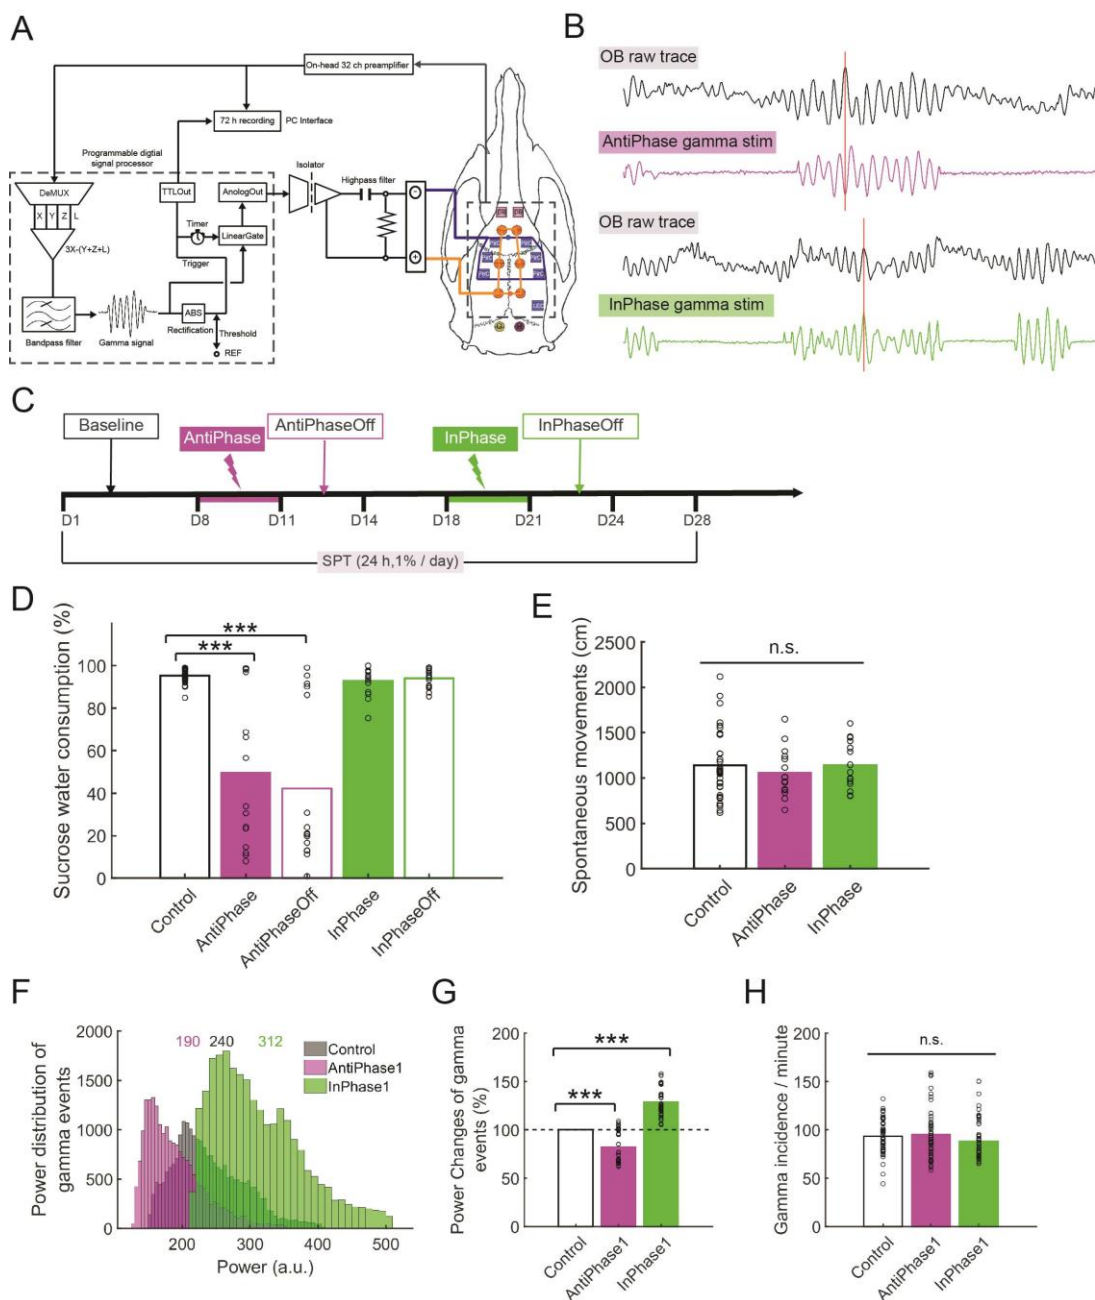 A
On-head 32 ch preamplifier
72 h recording
PC Interface
Programmable digtial
signal processor
Isolator
Highpass filter
DeMUX
X Y Z L
TTLOut
AnologOut
Timer
LinearGate
3X-(Y+Z+L)
Trigger
ABS
Rectification
Threshold
Bandpass filter
Gamma signal
REF
B
OB raw trace
AntiPhase gamma stim
OB raw trace
InPhase gamma stim
C
Baseline
AntiPhase
AntiPhaseOff
InPhase
InPhaseOff
D1
D8
D11
D14
D18
D21
D24
D28
SPT (24 h,1% / day)
D
Sucrose water consumption (%)
100
80
60
40
20
0
***
***
Control
AntiPhase
AntiPhaseOff
InPhase
InPhaseOff
E
Spontaneous movements (cm)
2500
2000
1500
1000
500
0
n.s.
Control
AntiPhase
InPhase
F
Power distribution of
gamma events
2000
1500
1000
500
0
190 240 312
Control
AntiPhase1
InPhase1
200 300 400 500
Power (a.u.)
G
Power Changes of gamma
events (%)
200
150
100
50
0
***
***
Control
AntiPhase1
InPhase1
H
Gamma incidence / minute
200
150
100
50
0
n.s.
Control
AntiPhase1
InPhase1